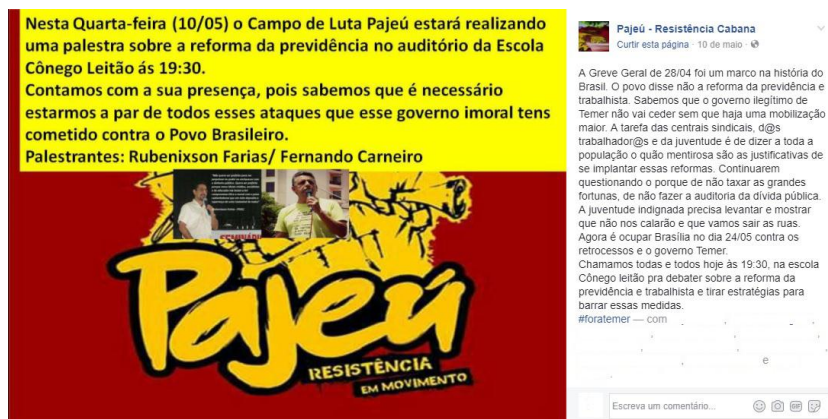 Nesta Quarta-feira (10/05) o Campo de Luta Pajeú estará realizando
uma palestra sobre a reforma da previdência no auditório da Escola
Cônego Leitão ás 19:30.
Contamos com a sua presença, pois sabemos que é necessário
estarmos a par de todos esses ataques que esse governo imoral tens
cometido contra o Povo Brasileiro.
Palestrantes: Rubenixson Farias/ Fernando Carneiro
Pajeú
RESISTÊNCIA
EM MOVIMENTO
Pajeú - Resistência Cabana
Curtir esta página · 10 de maio ·
A Greve Geral de 28/04 foi um marco na história do
Brasil. O povo disse não a reforma da previdência e
trabalhista. Sabemos que o governo ilegítimo de
Temer não vai ceder sem que haja uma mobilização
maior. A tarefa das centrais sindicais, d@s
trabalhador@s e da juventude é de dizer a toda a
população o quão mentirosa são as justificativas de
se implantar essas reformas. Continuarem
questionando o porque de não taxar as grandes
fortunas, de não fazer a auditoria da dívida pública.
A juventude indignada precisa levantar e mostrar
que não nos calarão e que vamos sair as ruas.
Agora é ocupar Brasília no dia 24/05 contra os
retrocessos e o governo Temer.
Chamamos todas e todos hoje ás 19:30, na escola
Cônego leitão pra debater sobre a reforma da
previdência e trabalhista e tirar estratégias para
barrar essas medidas.
#foratemer — com
e
Escreva um comentário...